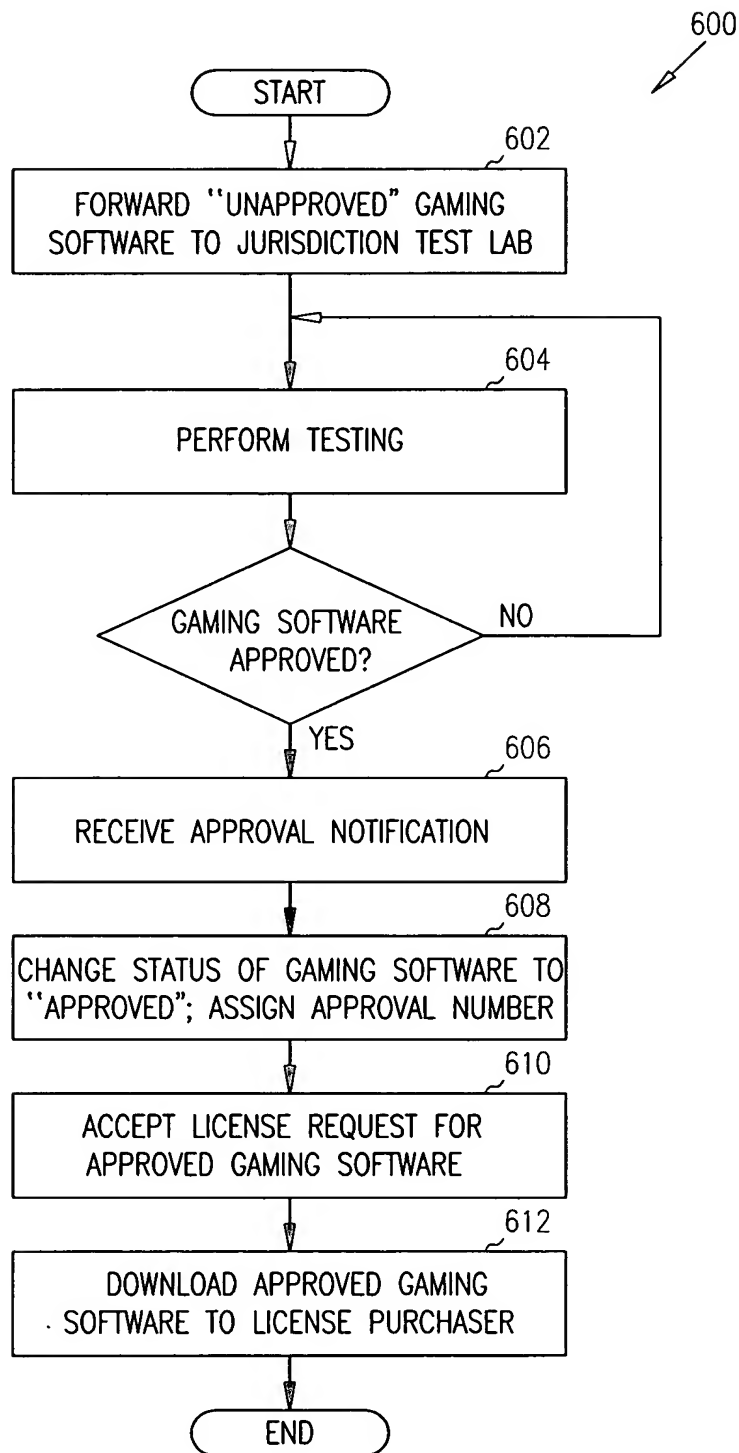 600
START
602
FORWARD "UNAPPROVED" GAMING
SOFTWARE TO JURISDICTION TEST LAB
604
PERFORM TESTING
GAMING SOFTWARE
APPROVED?
NO
YES
606
RECEIVE APPROVAL NOTIFICATION
608
CHANGE STATUS OF GAMING SOFTWARE TO
"APPROVED"; ASSIGN APPROVAL NUMBER
610
ACCEPT LICENSE REQUEST FOR
APPROVED GAMING SOFTWARE
612
DOWNLOAD APPROVED GAMING
SOFTWARE TO LICENSE PURCHASER
END